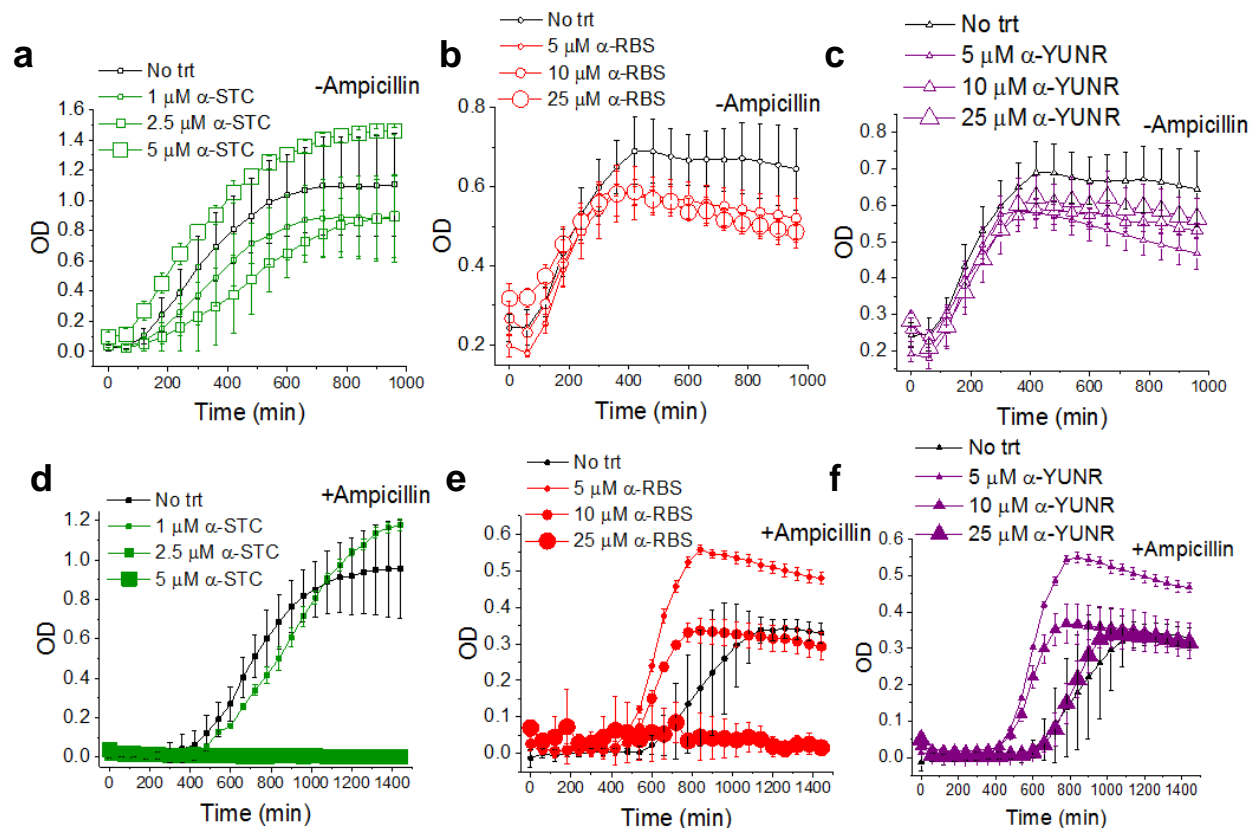 a
No trt
1 µM α-STC
2.5 µM α-STC
5 µM α-STC
-Ampicillin
OD
1.6
1.4
1.2
1.0
0.8
0.6
0.4
0.2
0.0
0 200 400 600 800 1000
Time (min)
b
No trt
5 µM α-RBS
10 µM α-RBS
25 µM α-RBS
-Ampicillin
OD
0.8
0.6
0.4
0.2
0 200 400 600 800 1000
Time (min)
c
No trt
5 µM α-YUNR
10 µM α-YUNR
25 µM α-YUNR
-Ampicillin
OD
0.8
0.7
0.6
0.5
0.4
0.3
0.2
0 200 400 600 800 1000
Time (min)
d
No trt
1 µM α-STC
2.5 µM α-STC
5 µM α-STC
+Ampicillin
OD
1.2
1.0
0.8
0.6
0.4
0.2
0.0
0 200 400 600 800 1000 1200 1400
Time (min)
e
No trt
5 µM α-RBS
10 µM α-RBS
25 µM α-RBS
+Ampicillin
OD
0.6
0.5
0.4
0.3
0.2
0.1
0.0
0 200 400 600 800 1000 1200 1400
Time (min)
f
No trt
5 µM α-YUNR
10 µM α-YUNR
25 µM α-YUNR
+Ampicillin
OD
0.6
0.5
0.4
0.3
0.2
0.1
0.0
0 200 400 600 800 1000 1200 1400
Time (min)